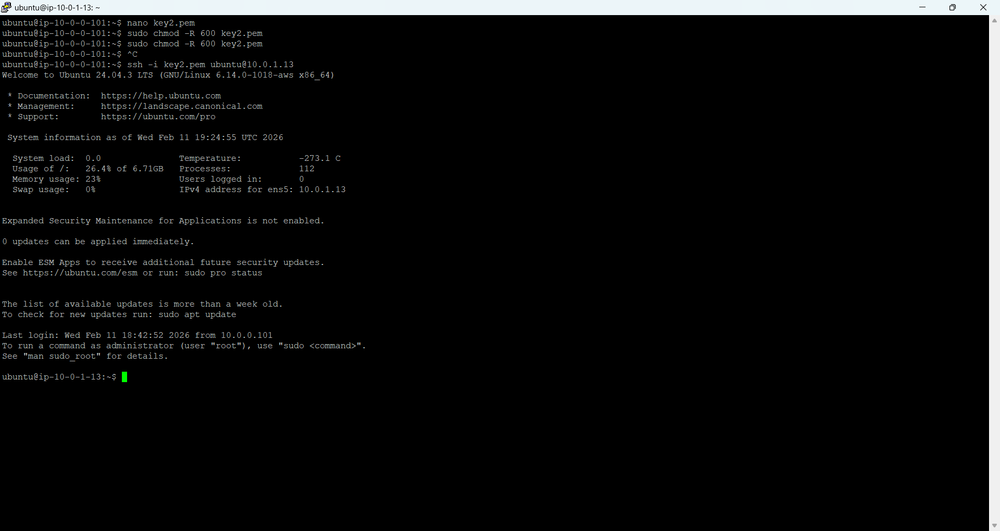 ubuntu@ip-10-0-1-13: ~
ubuntu@ip-10-0-0-101:~$ nano key2.pem
ubuntu@ip-10-0-0-101:~$ sudo chmod -R 600 key2.pem
ubuntu@ip-10-0-0-101:~$ sudo chmod -R 600 key2.pem
ubuntu@ip-10-0-0-101:~$ ^C
ubuntu@ip-10-0-0-101:~$ ssh -i key2.pem ubuntu@10.0.1.13
Welcome to Ubuntu 24.04.3 LTS (GNU/Linux 6.14.0-1018-aws x86_64)
* Documentation:  https://help.ubuntu.com
* Management:     https://landscape.canonical.com
* Support:        https://ubuntu.com/pro
System information as of Wed Feb 11 19:24:55 UTC 2026
System load:  0.0               Temperature:           -273.1 C
Usage of /:   26.4% of 6.71GB   Processes:             112
Memory usage: 23%               Users logged in:       0
Swap usage:   0%                IPv4 address for ens5: 10.0.1.13
Expanded Security Maintenance for Applications is not enabled.
0 updates can be applied immediately.
Enable ESM Apps to receive additional future security updates.
See https://ubuntu.com/esm or run: sudo pro status
The list of available updates is more than a week old.
To check for new updates run: sudo apt update
Last login: Wed Feb 11 18:42:52 2026 from 10.0.0.101
To run a command as administrator (user "root"), use "sudo <command>".
See "man sudo_root" for details.
ubuntu@ip-10-0-1-13:~$